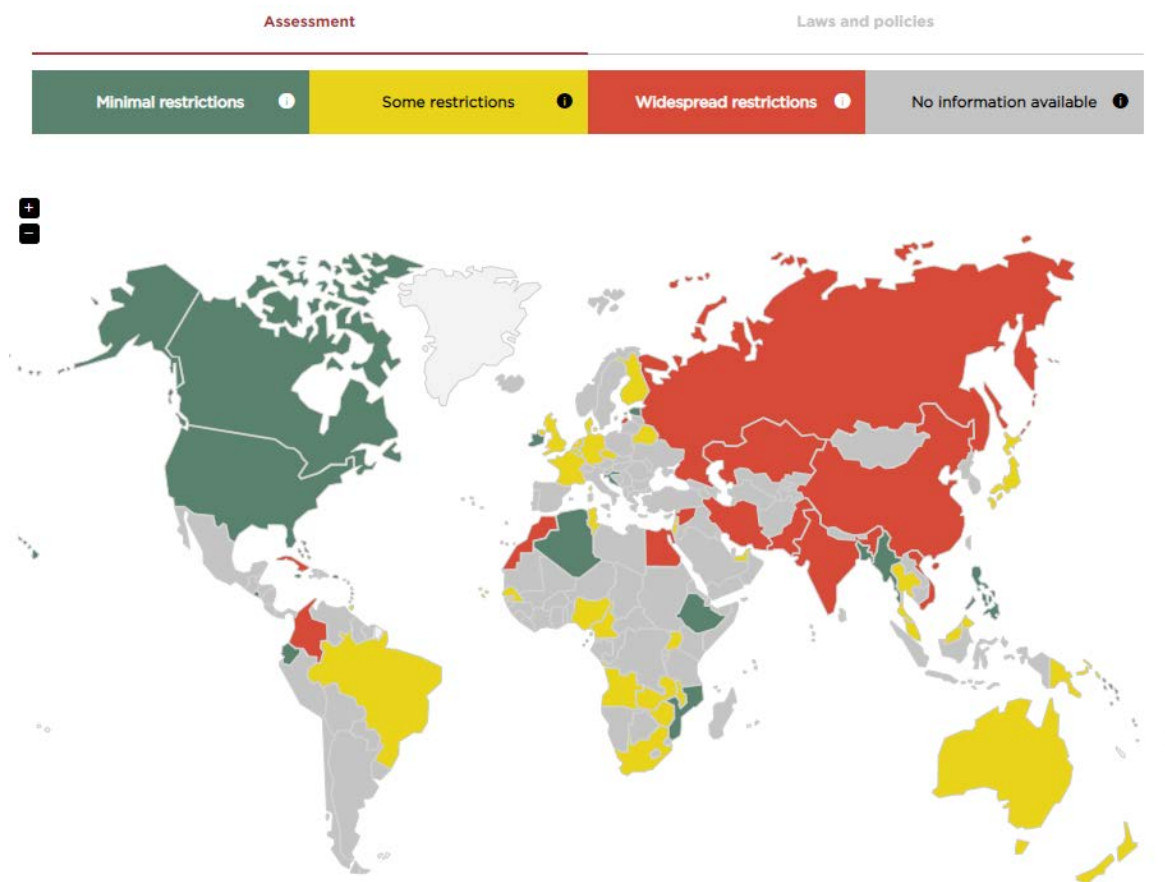 Assessment
Laws and policies
Minimal restrictions i
Some restrictions i
Widespread restrictions i
No information available i
+
−